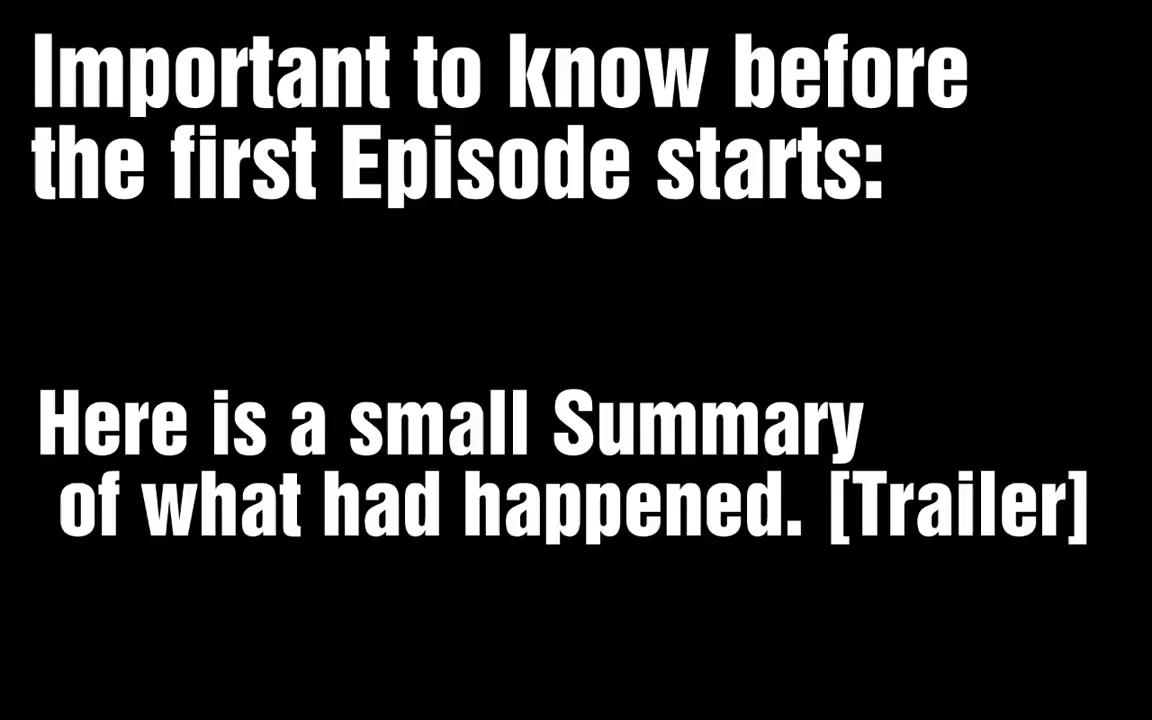 Important to know before
the first Episode starts:
Here is a small Summary
of what had happened. [Trailer]